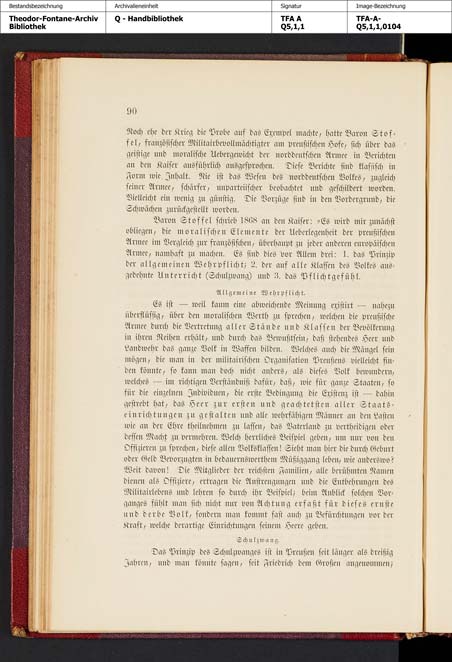 Bestandsbezeichnung Archivalieneinheit Signatur Image-Bezeichnung
Theodor-Fontane-Archiv Q - Handbibliothek TFA A TFA-A-
Bibliothek Q5,1,1 Q5,1,1,0104
90
Noch ehe der Krieg die Probe auf das Exempel machte, hatte Baron Stof-
fel, französischer Militairbevollmächtigter am preußischen Hofe, sich über das
geistige und moralische Uebergewicht der norddeutschen Armee in Berichten
an den Kaiser ausführlich ausgesprochen. Diese Berichte sind klassisch in
Form wie Inhalt. Nie ist das Wesen des norddeutschen Volkes, zugleich
seiner Armee, schärfer, unparteiischer beobachtet und geschildert worden.
Vielleicht ein wenig zu günstig. Die Vorzüge sind in den Vordergrund, die
Schwächen zurückgestellt worden.
Baron Stoffel schrieb 1868 an den Kaiser: »Es wird mir zunächst
obliegen, die moralischen Elemente der Ueberlegenheit der preußischen
Armee im Vergleich zur französischen, überhaupt zu jeder anderen europäischen
Armee, namhaft zu machen. Es sind dies vor Allem drei: 1. das Prinzip
der allgemeinen Wehrpflicht; 2. der auf alle Klassen des Volkes aus-
gedehnte Unterricht (Schulzwang) und 3. das Pflichtgefühl.
Allgemeine Wehrpflicht.
Es ist — weil kaum eine abweichende Meinung existirt — nahezu
überflüssig, über den moralischen Werth zu sprechen, welchen die preußische
Armee durch die Vertretung aller Stände und Klassen der Bevölkerung
in ihren Reihen erhält, und durch das Bewußtsein, daß stehendes Heer und
Landwehr das ganze Volk in Waffen bilden. Welches auch die Mängel sein
mögen, die man in der militairischen Organisation Preußens vielleicht fin-
den könnte, so kann man doch nicht anders, als dieses Volk bewundern,
welches — im richtigen Verständniß dafür, daß, wie für ganze Staaten, so
für die einzelnen Individuen, die erste Bedingung die Existenz ist — dahin
gestrebt hat, das Heer zur ersten und geachtetsten aller Staats-
einrichtungen zu gestalten und alle wehrfähigen Männer an den Lasten
wie an der Ehre theilnehmen zu lassen, das Vaterland zu vertheidigen oder
dessen Macht zu vermehren. Welch herrliches Beispiel geben, um nur von den
Offizieren zu sprechen, diese allen Volksklassen! Sieht man hier die durch Geburt
oder Geld Bevorzugten in bedauernswerthem Müßiggang leben, wie anderswo?
Weit davon! Die Mitglieder der reichsten Familien, alle berühmten Namen
dienen als Offiziere, ertragen die Anstrengungen und die Entbehrungen des
Militairlebens und lehren so durch ihr Beispiel; beim Anblick solchen Vor-
ganges fühlt man sich nicht nur von Achtung erfaßt für dieses ernste
und derbe Volk, sondern man kommt fast auch zu Befürchtungen vor der
Kraft, welche derartige Einrichtungen seinem Heere geben.
Schulzwang
Das Prinzip des Schulzwanges ist in Preußen seit länger als dreißig
Jahren, und man könnte sagen, seit Friedrich dem Großen angenommen;